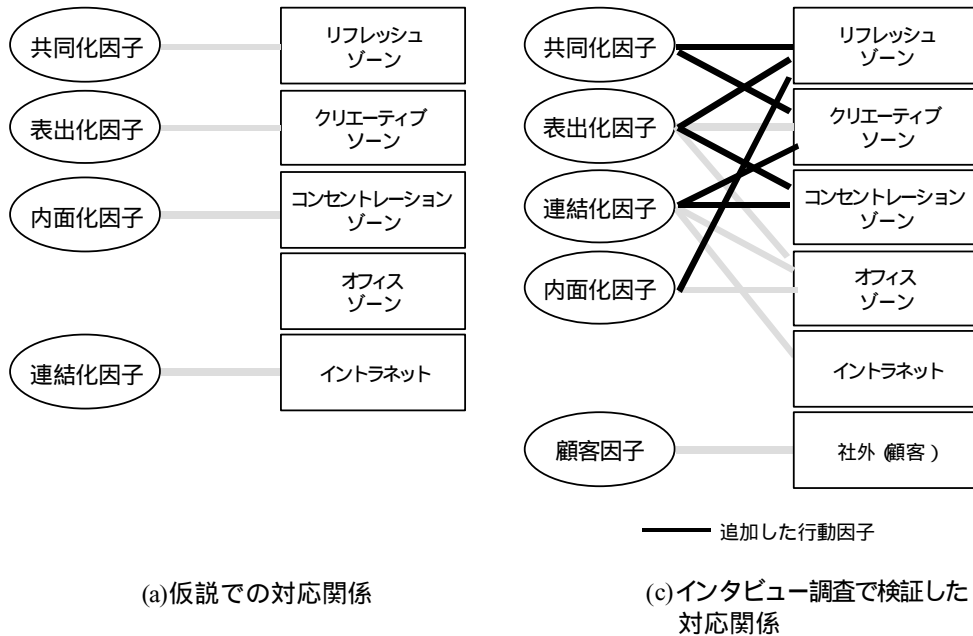 共同化因子
リフレッシュ
ゾーン
表出化因子
クリエーティブ
ゾーン
内面化因子
コンセントレーション
ゾーン
オフィス
ゾーン
連結化因子
イントラネット
(a)仮説での対応関係
共同化因子
リフレッシュ
ゾーン
表出化因子
クリエーティブ
ゾーン
連結化因子
コンセントレーション
ゾーン
内面化因子
オフィス
ゾーン
イントラネット
顧客因子
社外(顧客)
追加した行動因子
(c)インタビュー調査で検証した
対応関係